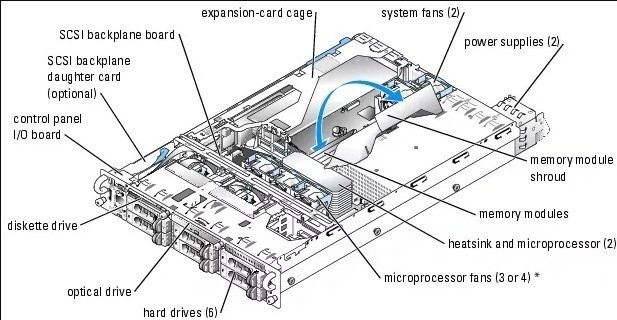 expansion-card cage
system fans (2)
SCSI backplane board
power supplies (2)
SCSI backplane
daughter card
(optional)
control panel
I/O board
memory module
shroud
diskette drive
memory modules
heatsink and microprocessor (2)
optical drive
microprocessor fans (3 or 4) *
hard drives (6)